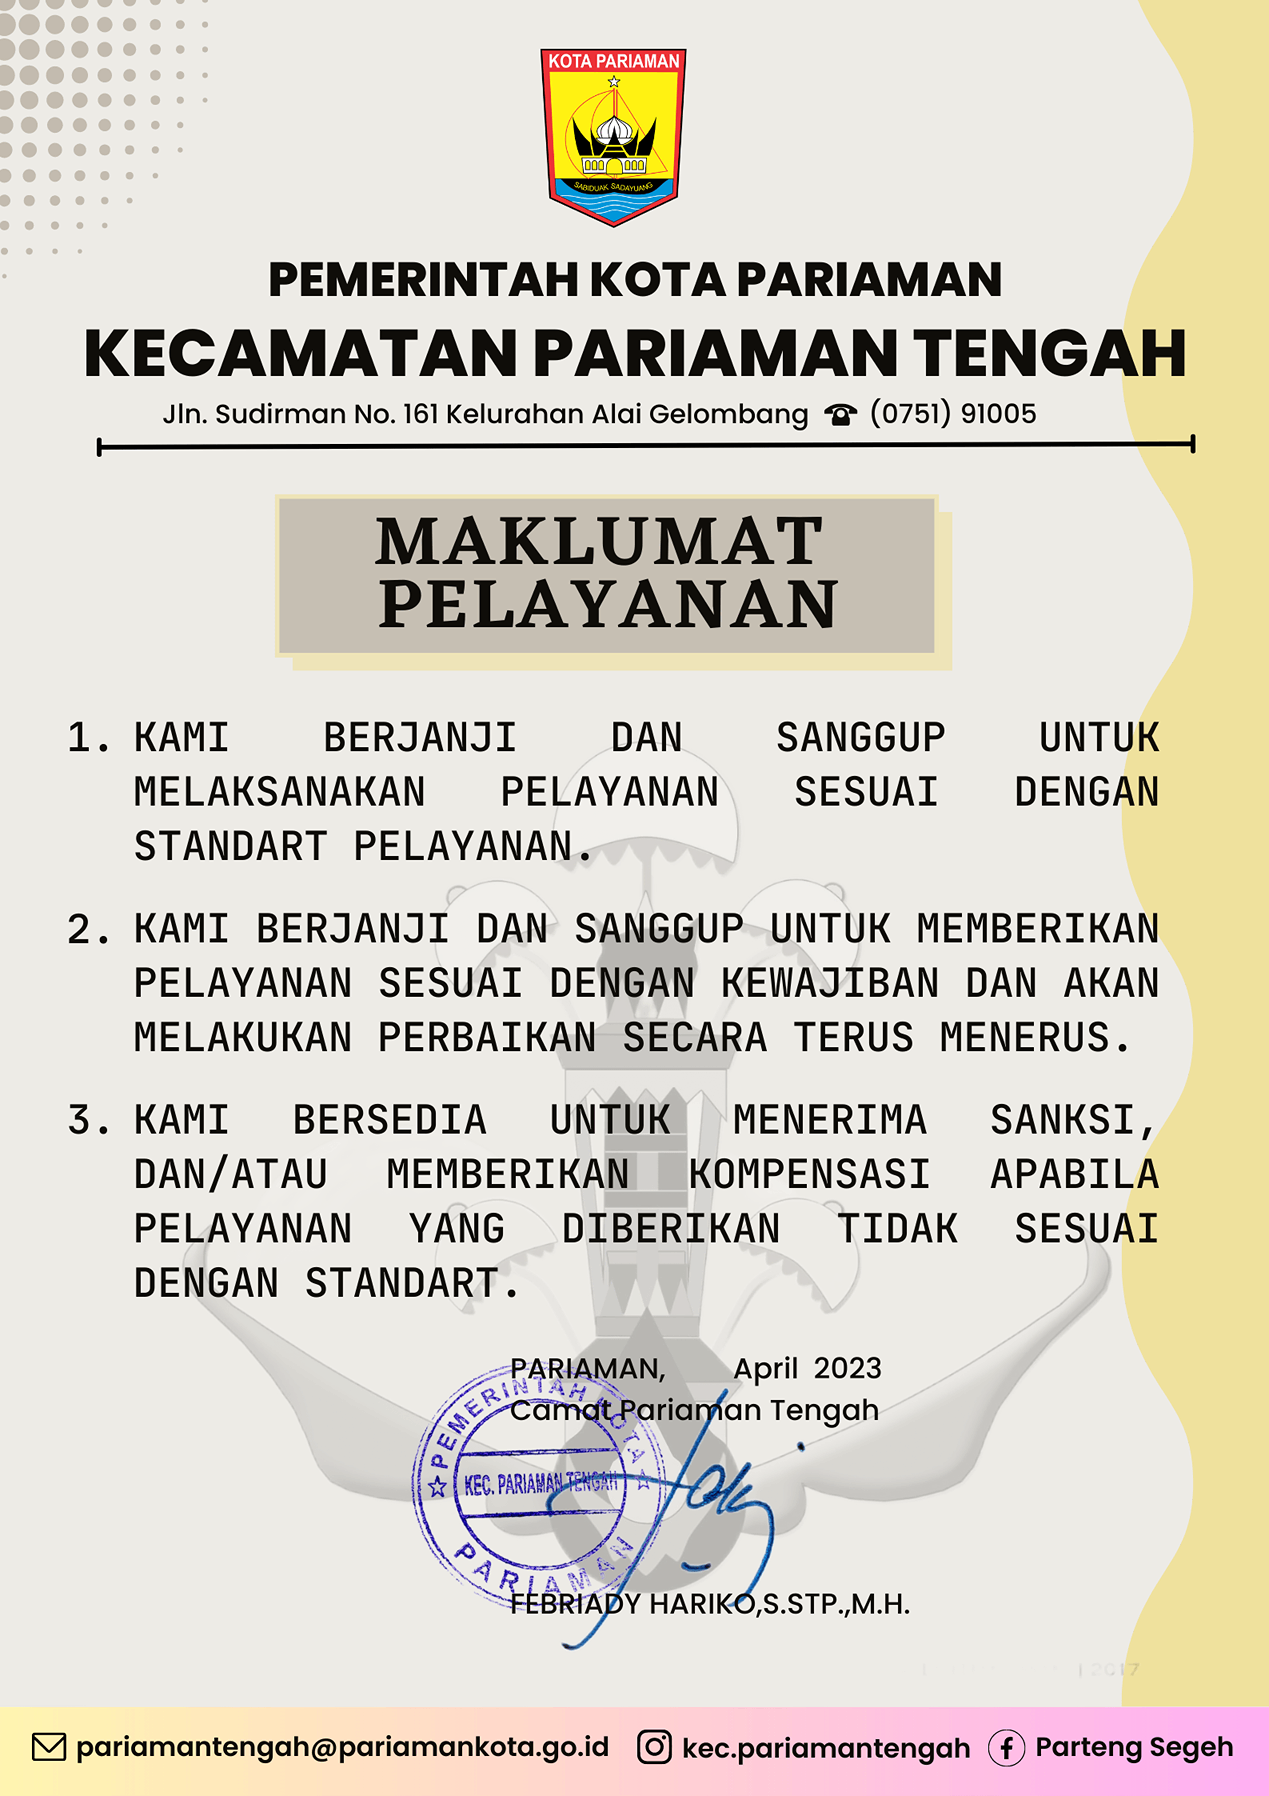 KOTA PARIAMAN
SABIDUAK SADAYUANG
PEMERINTAH KOTA PARIAMAN
KECAMATAN PARIAMAN TENGAH
Jln. Sudirman No. 161 Kelurahan Alai Gelombang ☎ (0751) 91005
MAKLUMAT
PELAYANAN
1. KAMI BERJANJI DAN SANGGUP UNTUK
MELAKSANAKAN PELAYANAN SESUAI DENGAN
STANDART PELAYANAN.
2. KAMI BERJANJI DAN SANGGUP UNTUK MEMBERIKAN
PELAYANAN SESUAI DENGAN KEWAJIBAN DAN AKAN
MELAKUKAN PERBAIKAN SECARA TERUS MENERUS.
3. KAMI BERSEDIA UNTUK MENERIMA SANKSI,
DAN/ATAU MEMBERIKAN KOMPENSASI APABILA
PELAYANAN YANG DIBERIKAN TIDAK SESUAI
DENGAN STANDART.
PARIAMAN, April 2023
Camat Pariaman Tengah
PEMERINTAH KOTA
KEC. PARIAMAN TENGAH
PARIAMAN
FEBRIADY HARIKO,S.STP.,M.H.
2017
pariamantengah@pariamankota.go.id kec.pariamantengah Parteng Segeh